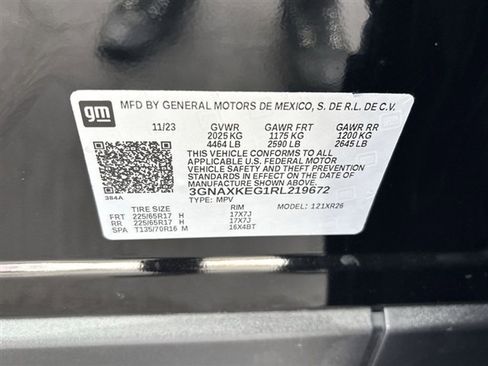 gm
MFD BY GENERAL MOTORS DE MEXICO, S. DE R.L. DE C.V.
11/23 GVWR GAWR FRT GAWR RR
2025 KG 1175 KG 1200 KG
4464 LB 2590 LB 2645 LB
THIS VEHICLE CONFORMS TO ALL
APPLICABLE U.S. FEDERAL MOTOR
VEHICLE SAFETY AND THEFT PREVENTION
STANDARDS IN EFFECT ON THE DATE OF
MANUFACTURE SHOWN ABOVE.
384A
3GNAXKEG1RL219672
TYPE: MPV
TIRE SIZE RIM MODEL: 121XR26
FRT 225/65R17 H 17X7J
RR 225/65R17 H 17X7J
SPA T135/70R16 M 16X4BT